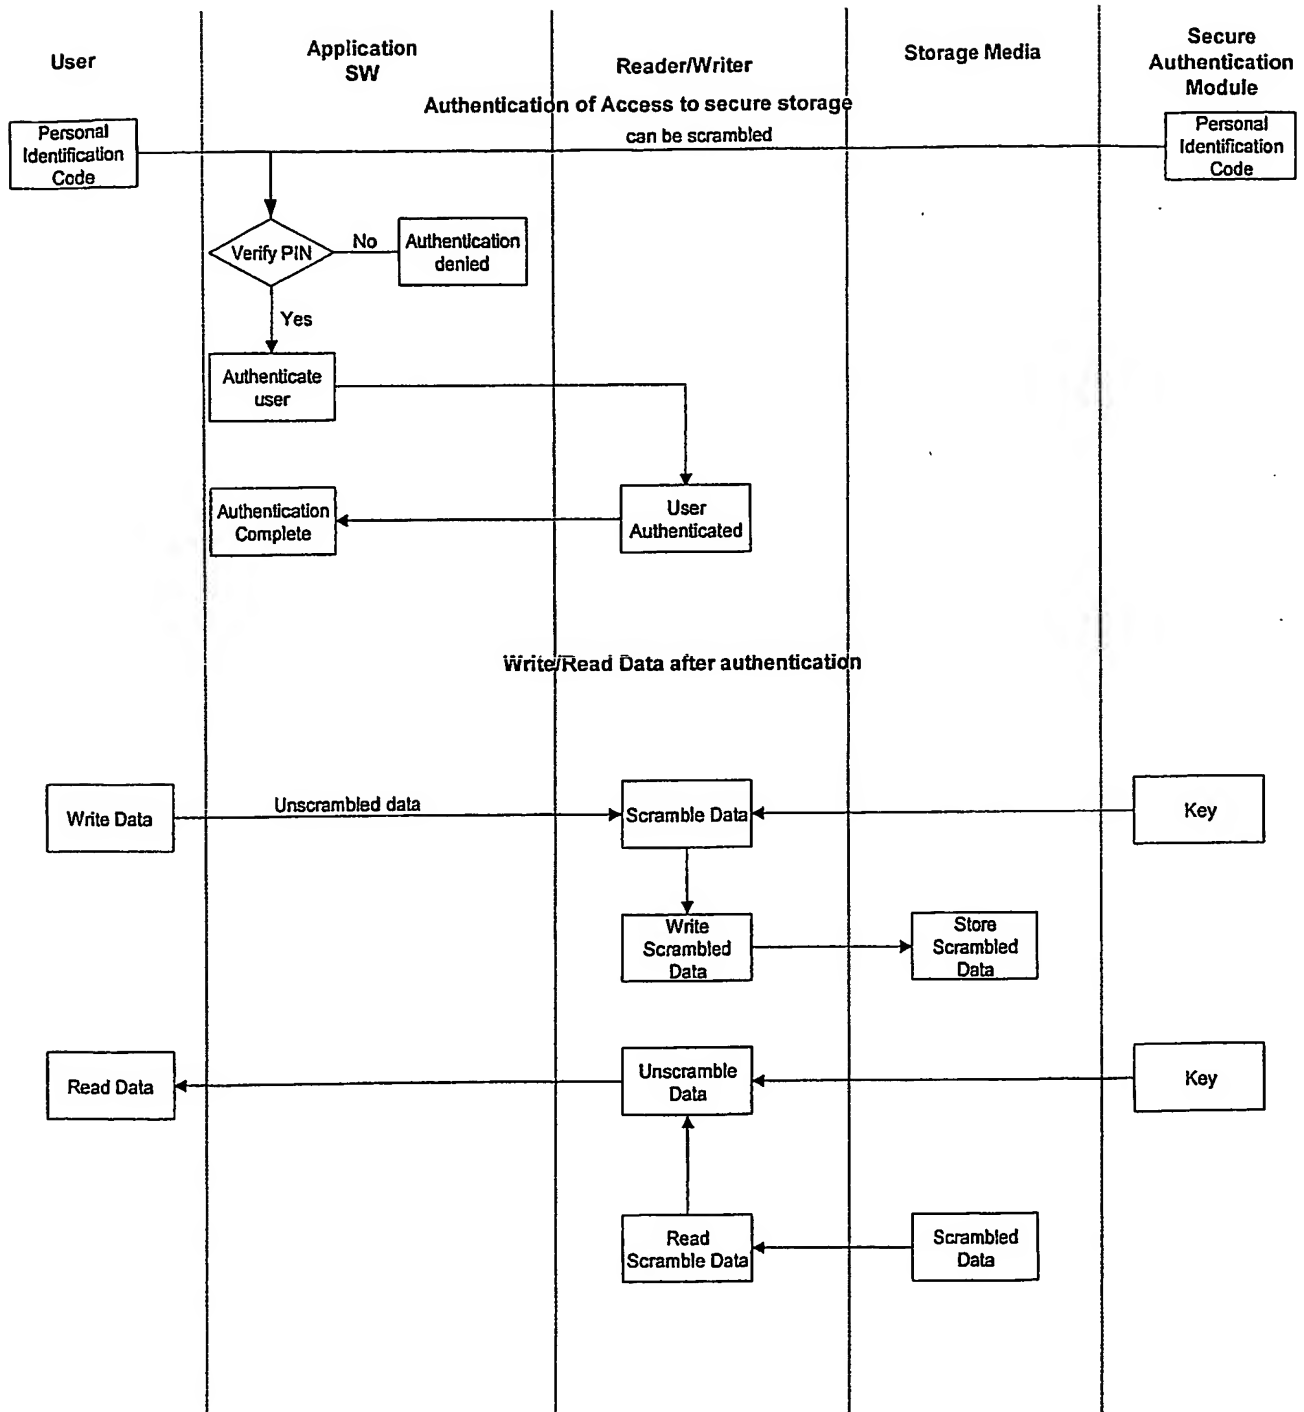 User
Application
SW
Reader/Writer
Storage Media
Secure
Authentication
Module
Authentication of Access to secure storage
can be scrambled
Personal
Identification
Code
Personal
Identification
Code
Verify PIN
No
Authentication
denied
Yes
Authenticate
user
Authentication
Complete
User
Authenticated
Write/Read Data after authentication
Write Data
Unscrambled data
Scramble Data
Key
Write
Scrambled
Data
Store
Scrambled
Data
Read Data
Unscramble
Data
Key
Read
Scramble Data
Scrambled
Data